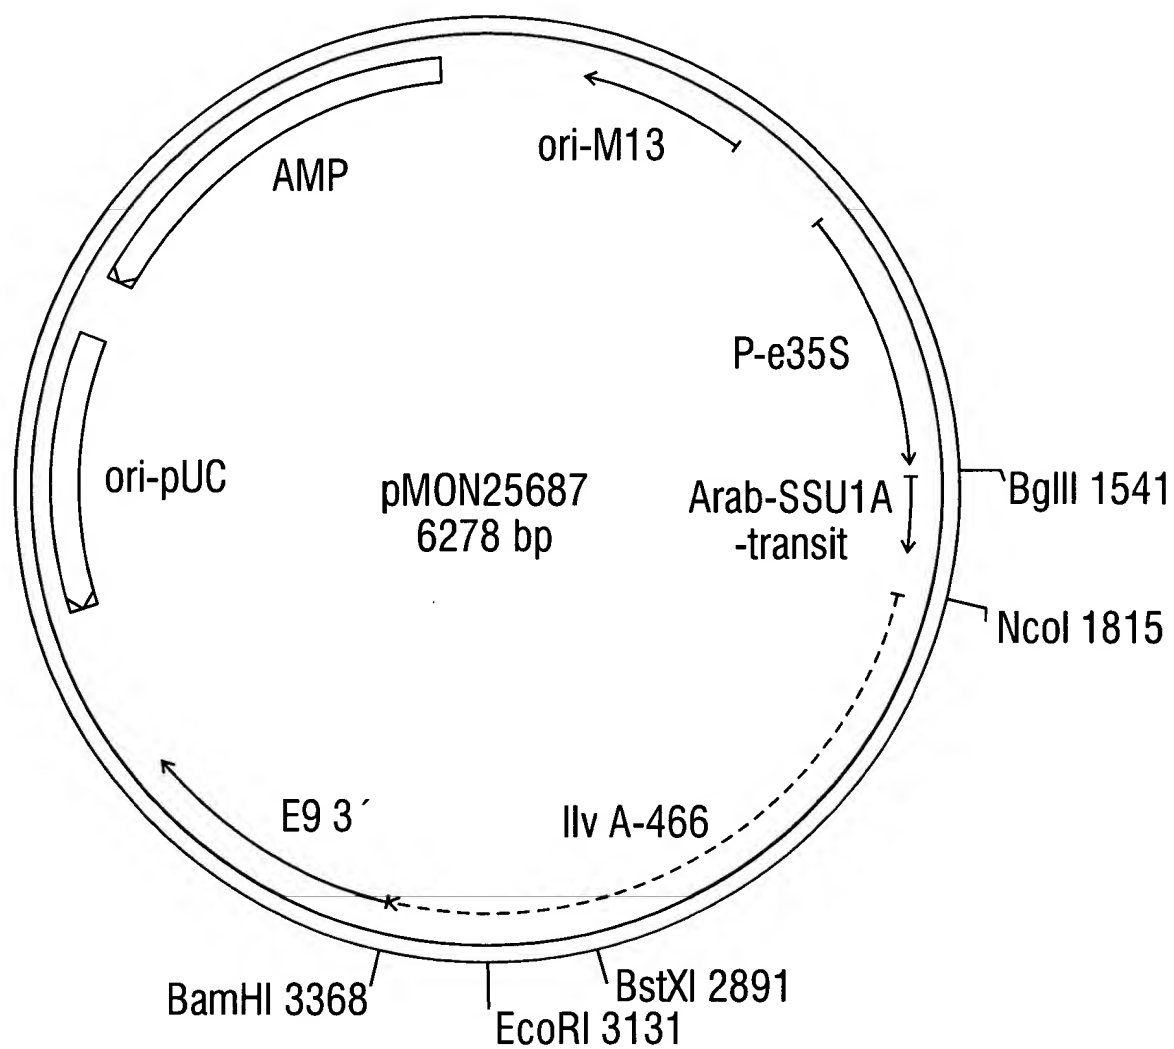 ori-M13
AMP
P-e35S
ori-pUC
pMON25687
6278 bp
Arab-SSU1A
-transit
BglII 1541
NcoI 1815
E9 3´
Ilv A-466
BamHI 3368
EcoRI 3131
BstXI 2891